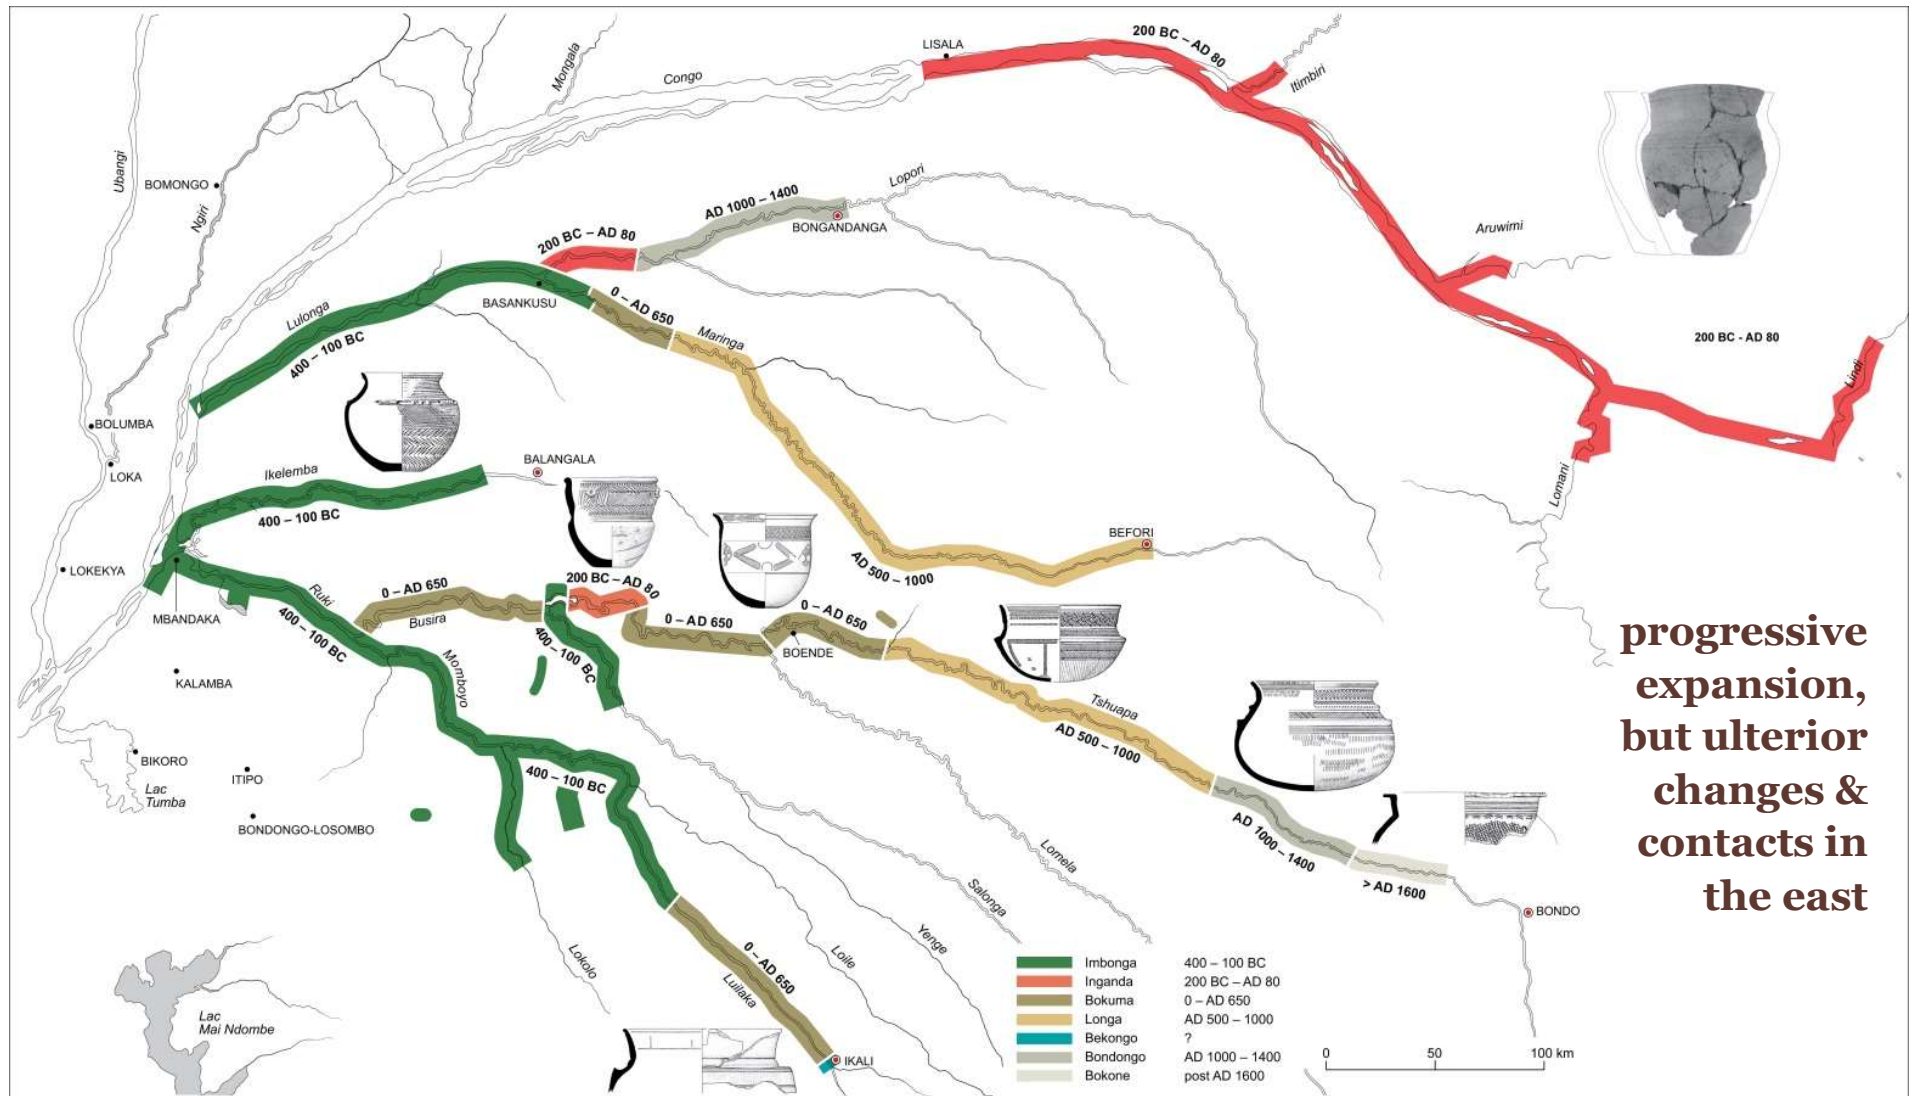 LISALA
200 BC – AD 80
Itimbiri
Congo
Mongala
Ubangi
BOMONGO
Ngiri
Lopori
AD 1000 – 1400
BONGANDANGA
200 BC – AD 80
Aruwimi
BASANKUSU
Lulonga
400 – 100 BC
0 – AD 650
Maringa
200 BC - AD 80
Lindi
BOLUMBA
LOKA
Ikelemba
400 – 100 BC
BALANGALA
Lomani
BEFORI
AD 500 – 1000
LOKEKYA
MBANDAKA
Ruki
400 – 100 BC
0 – AD 650
Busira
200 BC – AD 80
400 – 100 BC
0 – AD 650
0 – AD 650
BOENDE
Momboyo
KALAMBA
Tshuapa
AD 500 – 1000
progressive
expansion,
but ulterior
changes &
contacts in
the east
BIKORO
Lac
Tumba
ITIPO
400 – 100 BC
BONDONGO-LOSOMBO
AD 1000 – 1400
> AD 1600
BONDO
Lomela
Salonga
Yenge
Loile
Lokolo
0 – AD 650
Luilaka
IKALI
Lac
Mai Ndombe
Imbonga 400 – 100 BC
Inganda 200 BC – AD 80
Bokuma 0 – AD 650
Longa AD 500 – 1000
Bekongo ?
Bondongo AD 1000 – 1400
Bokone post AD 1600
0 50 100 km